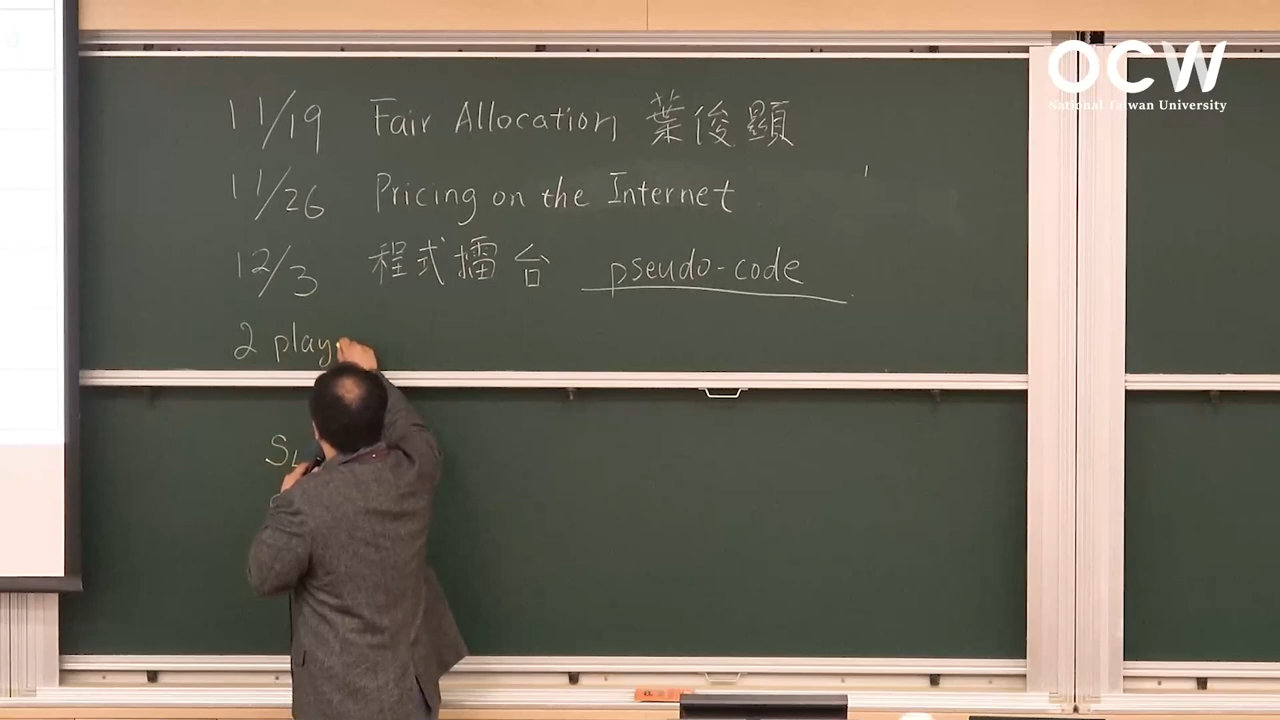 OCW
National Taiwan University
11/19 Fair Allocation 葉俊顯
11/26 Pricing on the Internet
12/3 程式擂台 pseudo-code
2 play